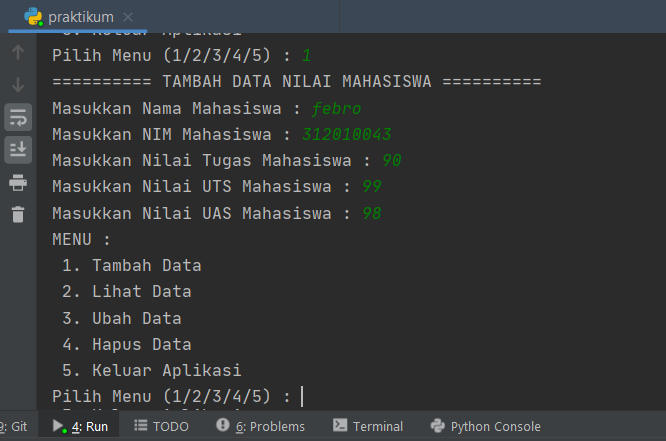 praktikum
Pilih Menu (1/2/3/4/5) : 1
========== TAMBAH DATA NILAI MAHASISWA ==========
Masukkan Nama Mahasiswa : febro
Masukkan NIM Mahasiswa : 312010043
Masukkan Nilai Tugas Mahasiswa : 90
Masukkan Nilai UTS Mahasiswa : 99
Masukkan Nilai UAS Mahasiswa : 98
MENU :
1. Tambah Data
2. Lihat Data
3. Ubah Data
4. Hapus Data
5. Keluar Aplikasi
Pilih Menu (1/2/3/4/5) :
9: Git 4: Run TODO 6: Problems Terminal Python Console